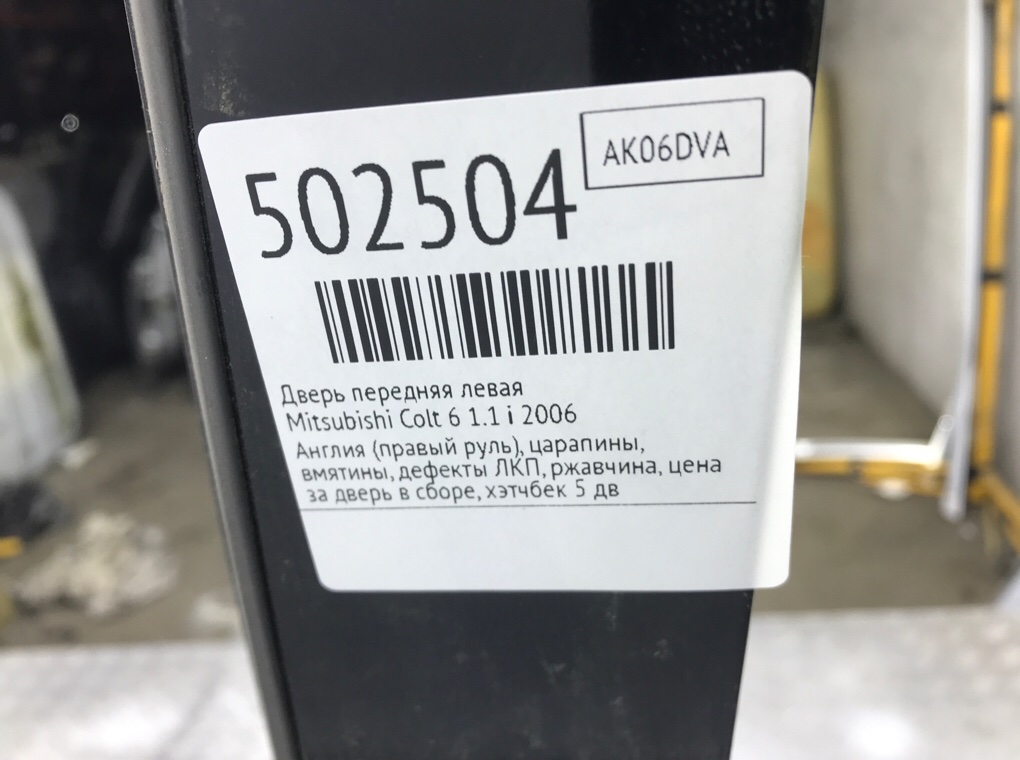 AK06DVA
502504
Дверь передняя левая
Mitsubishi Colt 6 1.1 i 2006
Англия (правый руль), царапины,
вмятины, дефекты ЛКП, ржавчина, цена
за дверь в сборе, хэтчбек 5 дв